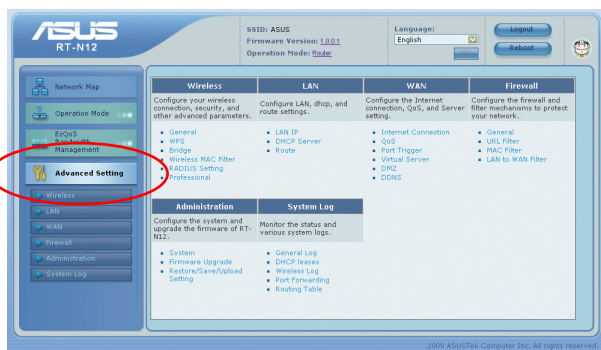 ASUS
RT-N12
SSID: ASUS
Firmware Version: 1.0.0.1
Operation Mode: Router
Language:
English
Logout
Reboot
Network Map
Operation Mode
EzQoS
Bandwidth
Management
Advanced Setting
Wireless
LAN
WAN
Firewall
Administration
System Log
Wireless
Configure your wireless
connection, security, and
other advanced parameters.
General
WPS
Bridge
Wireless MAC Filter
RADIUS Setting
Professional
LAN
Configure LAN, dhcp, and
route settings.
LAN IP
DHCP Server
Route
WAN
Configure the Internet
connection, QoS, and Server
setting.
Internet Connection
QoS
Port Trigger
Virtual Server
DMZ
DDNS
Firewall
Configure the firewall and
filter mechanisms to protect
your network.
General
URL Filter
MAC Filter
LAN to WAN Filter
Administration
Configure the system and
upgrade the firmware of RT-
N12.
System
Firmware Upgrade
Restore/Save/Upload
Setting
System Log
Monitor the status and
various system logs.
General Log
DHCP leases
Wireless Log
Port Forwarding
Routing Table
2009 ASUSTek Computer Inc. All rights reserved.